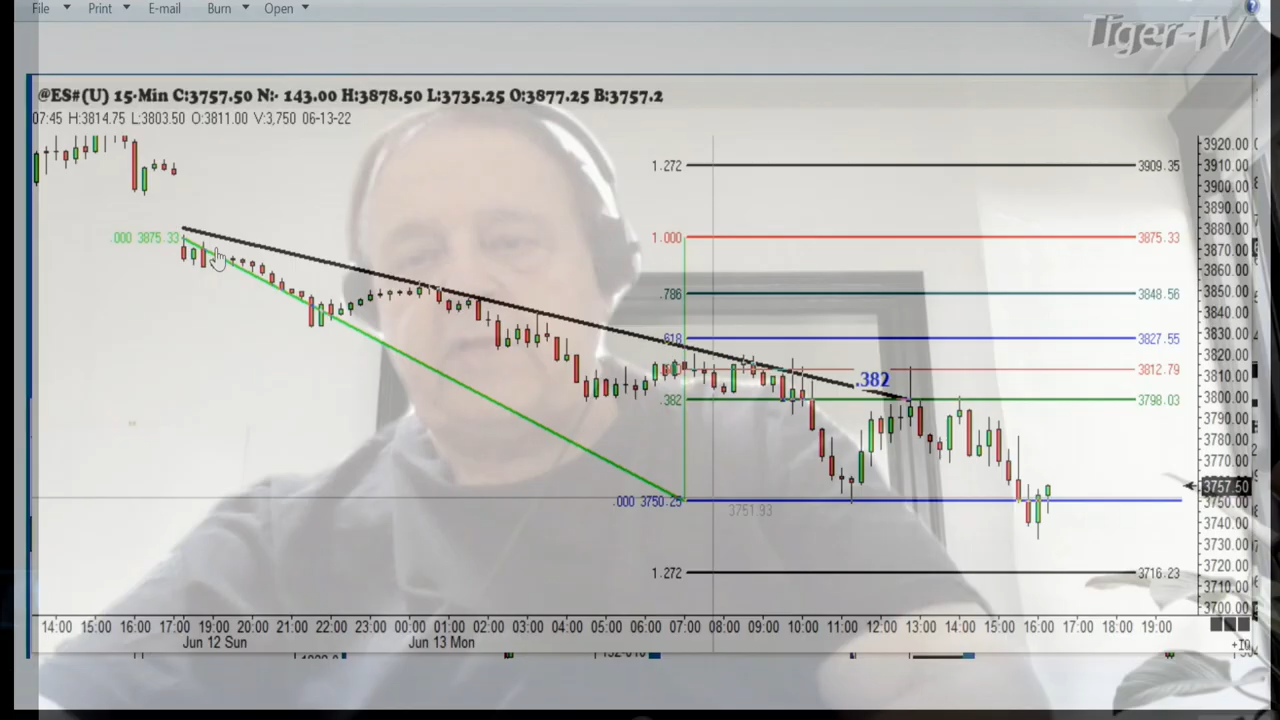 File Print E-mail Burn Open
Tiger-TV
@ES#(U) 15-Min C:3757.50 N:- 143.00 H:3878.50 L:3735.25 O:3877.25 B:3757.2
07:45 H:3814.75 L:3803.50 O:3811.00 V:3,750 06-13-22
3920.00
1.272 3909.35 3910.00
3900.00
3890.00
3880.00
.000 3875.33 1.000 3875.33
3870.00
3860.00
.786 3848.56 3850.00
3840.00
.618 3827.55 3830.00
3820.00
3812.79
.382 3810.00
.382 3798.03 3800.00
3790.00
3780.00
3770.00
3757.50
.000 3750.25 3750.00
3751.93
3740.00
3730.00
3720.00
1.272 3716.23
3710.00
3700.00
14:00 15:00 16:00 17:00 19:00 20:00 21:00 22:00 23:00 00:00 01:00 02:00 03:00 04:00 05:00 06:00 07:00 08:00 09:00 10:00 11:00 12:00 13:00 14:00 15:00 16:00 17:00 18:00 19:00
Jun 12 Sun Jun 13 Mon